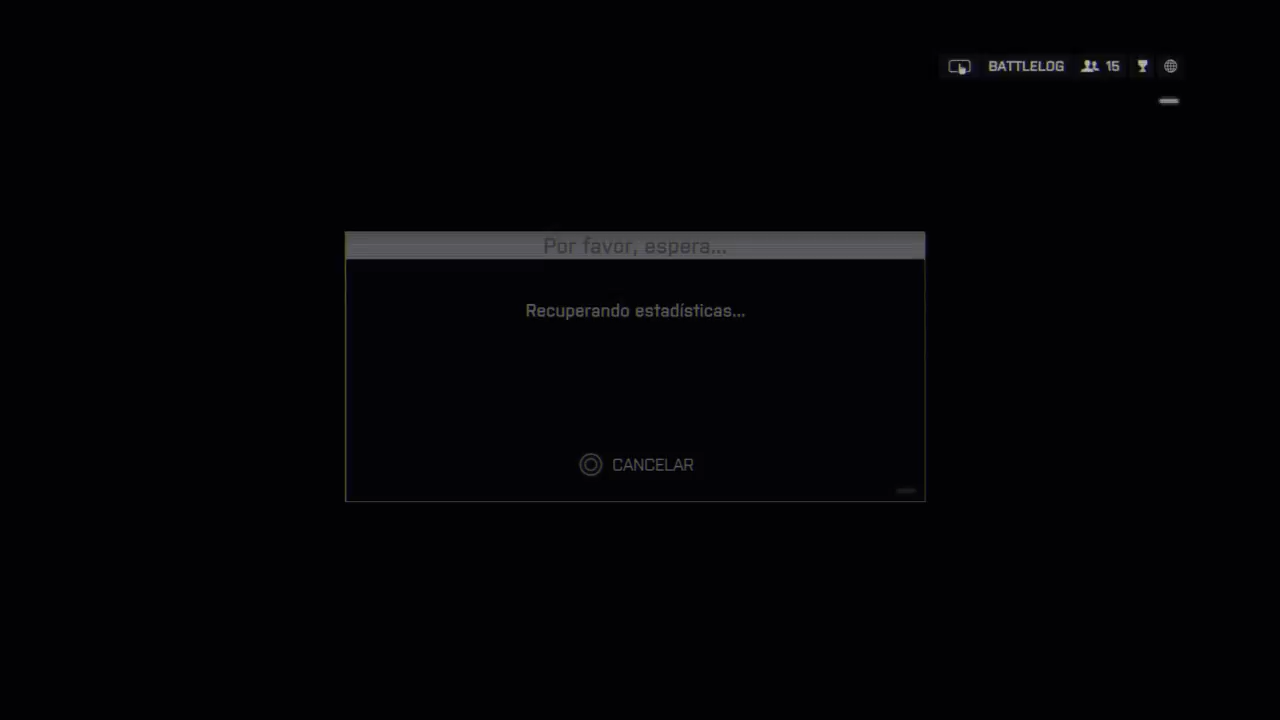 BATTLELOG 15
Por favor, espera...
Recuperando estadísticas...
CANCELAR